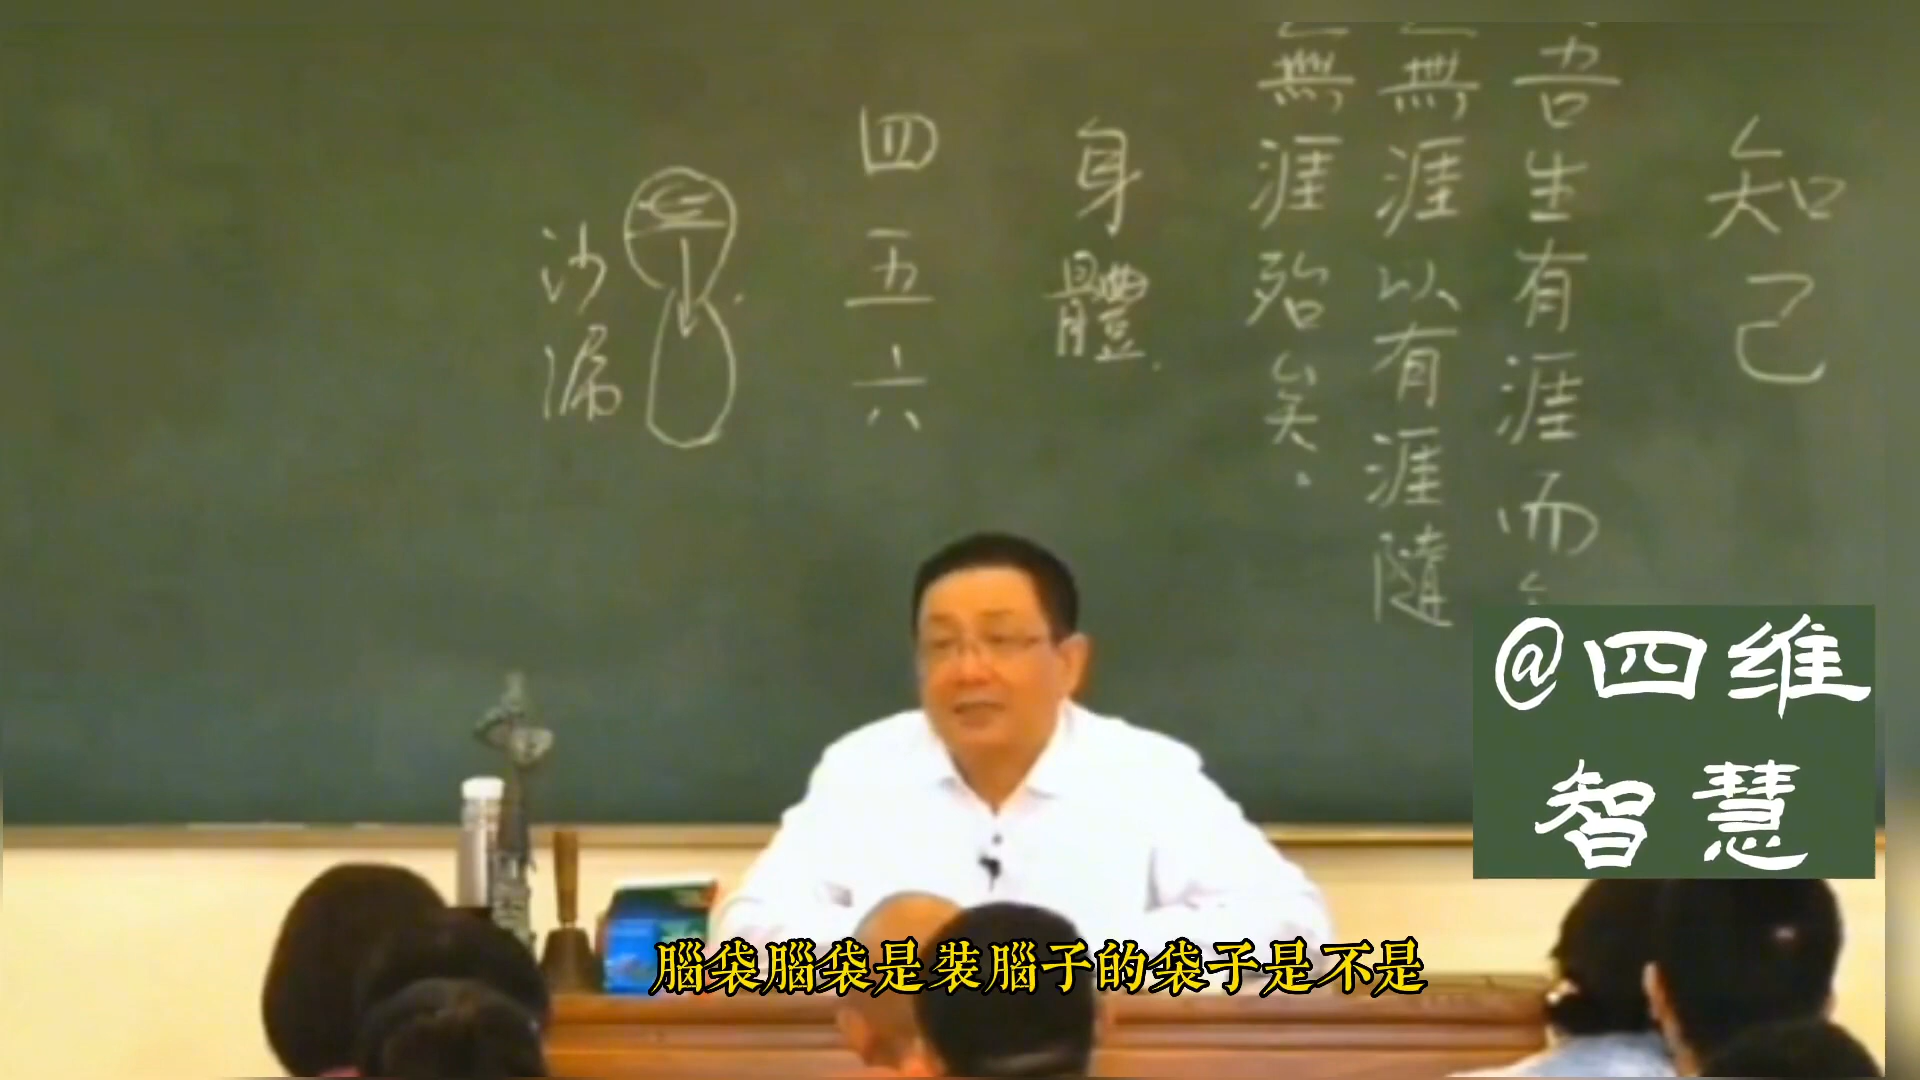 知己
吾生有涯而
無涯以有涯隨
無涯殆矣
身體
四五六
沙漏
@四维
智慧
腦袋腦袋是裝腦子的袋子是不是